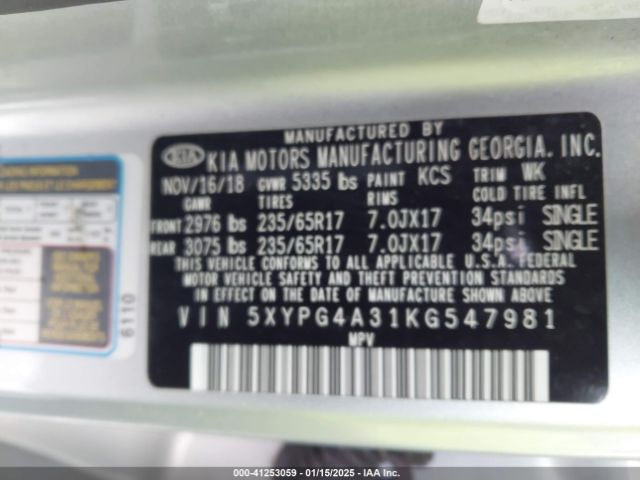 MANUFACTURED BY
KIA KIA MOTORS MANUFACTURING GEORGIA. INC.
NOV/16/18 GVWR 5335 lbs PAINT KCS TRIM WK
GAWR TIRES RIMS COLD TIRE INFL
FRONT 2976 lbs 235/65R17 7.0JX17 34psi SINGLE
REAR 3075 lbs 235/65R17 7.0JX17 34psi SINGLE
THIS VEHICLE CONFORMS TO ALL APPLICABLE U.S.A. FEDERAL
MOTOR VEHICLE SAFETY AND THEFT PREVENTION STANDARDS
IN EFFECT ON THE DATE OF MANUFACTURE SHOWN ABOVE
VIN 5XYPG4A31KG547981
MPV
6110
000-41253059 - 01/15/2025 - IAA Inc.